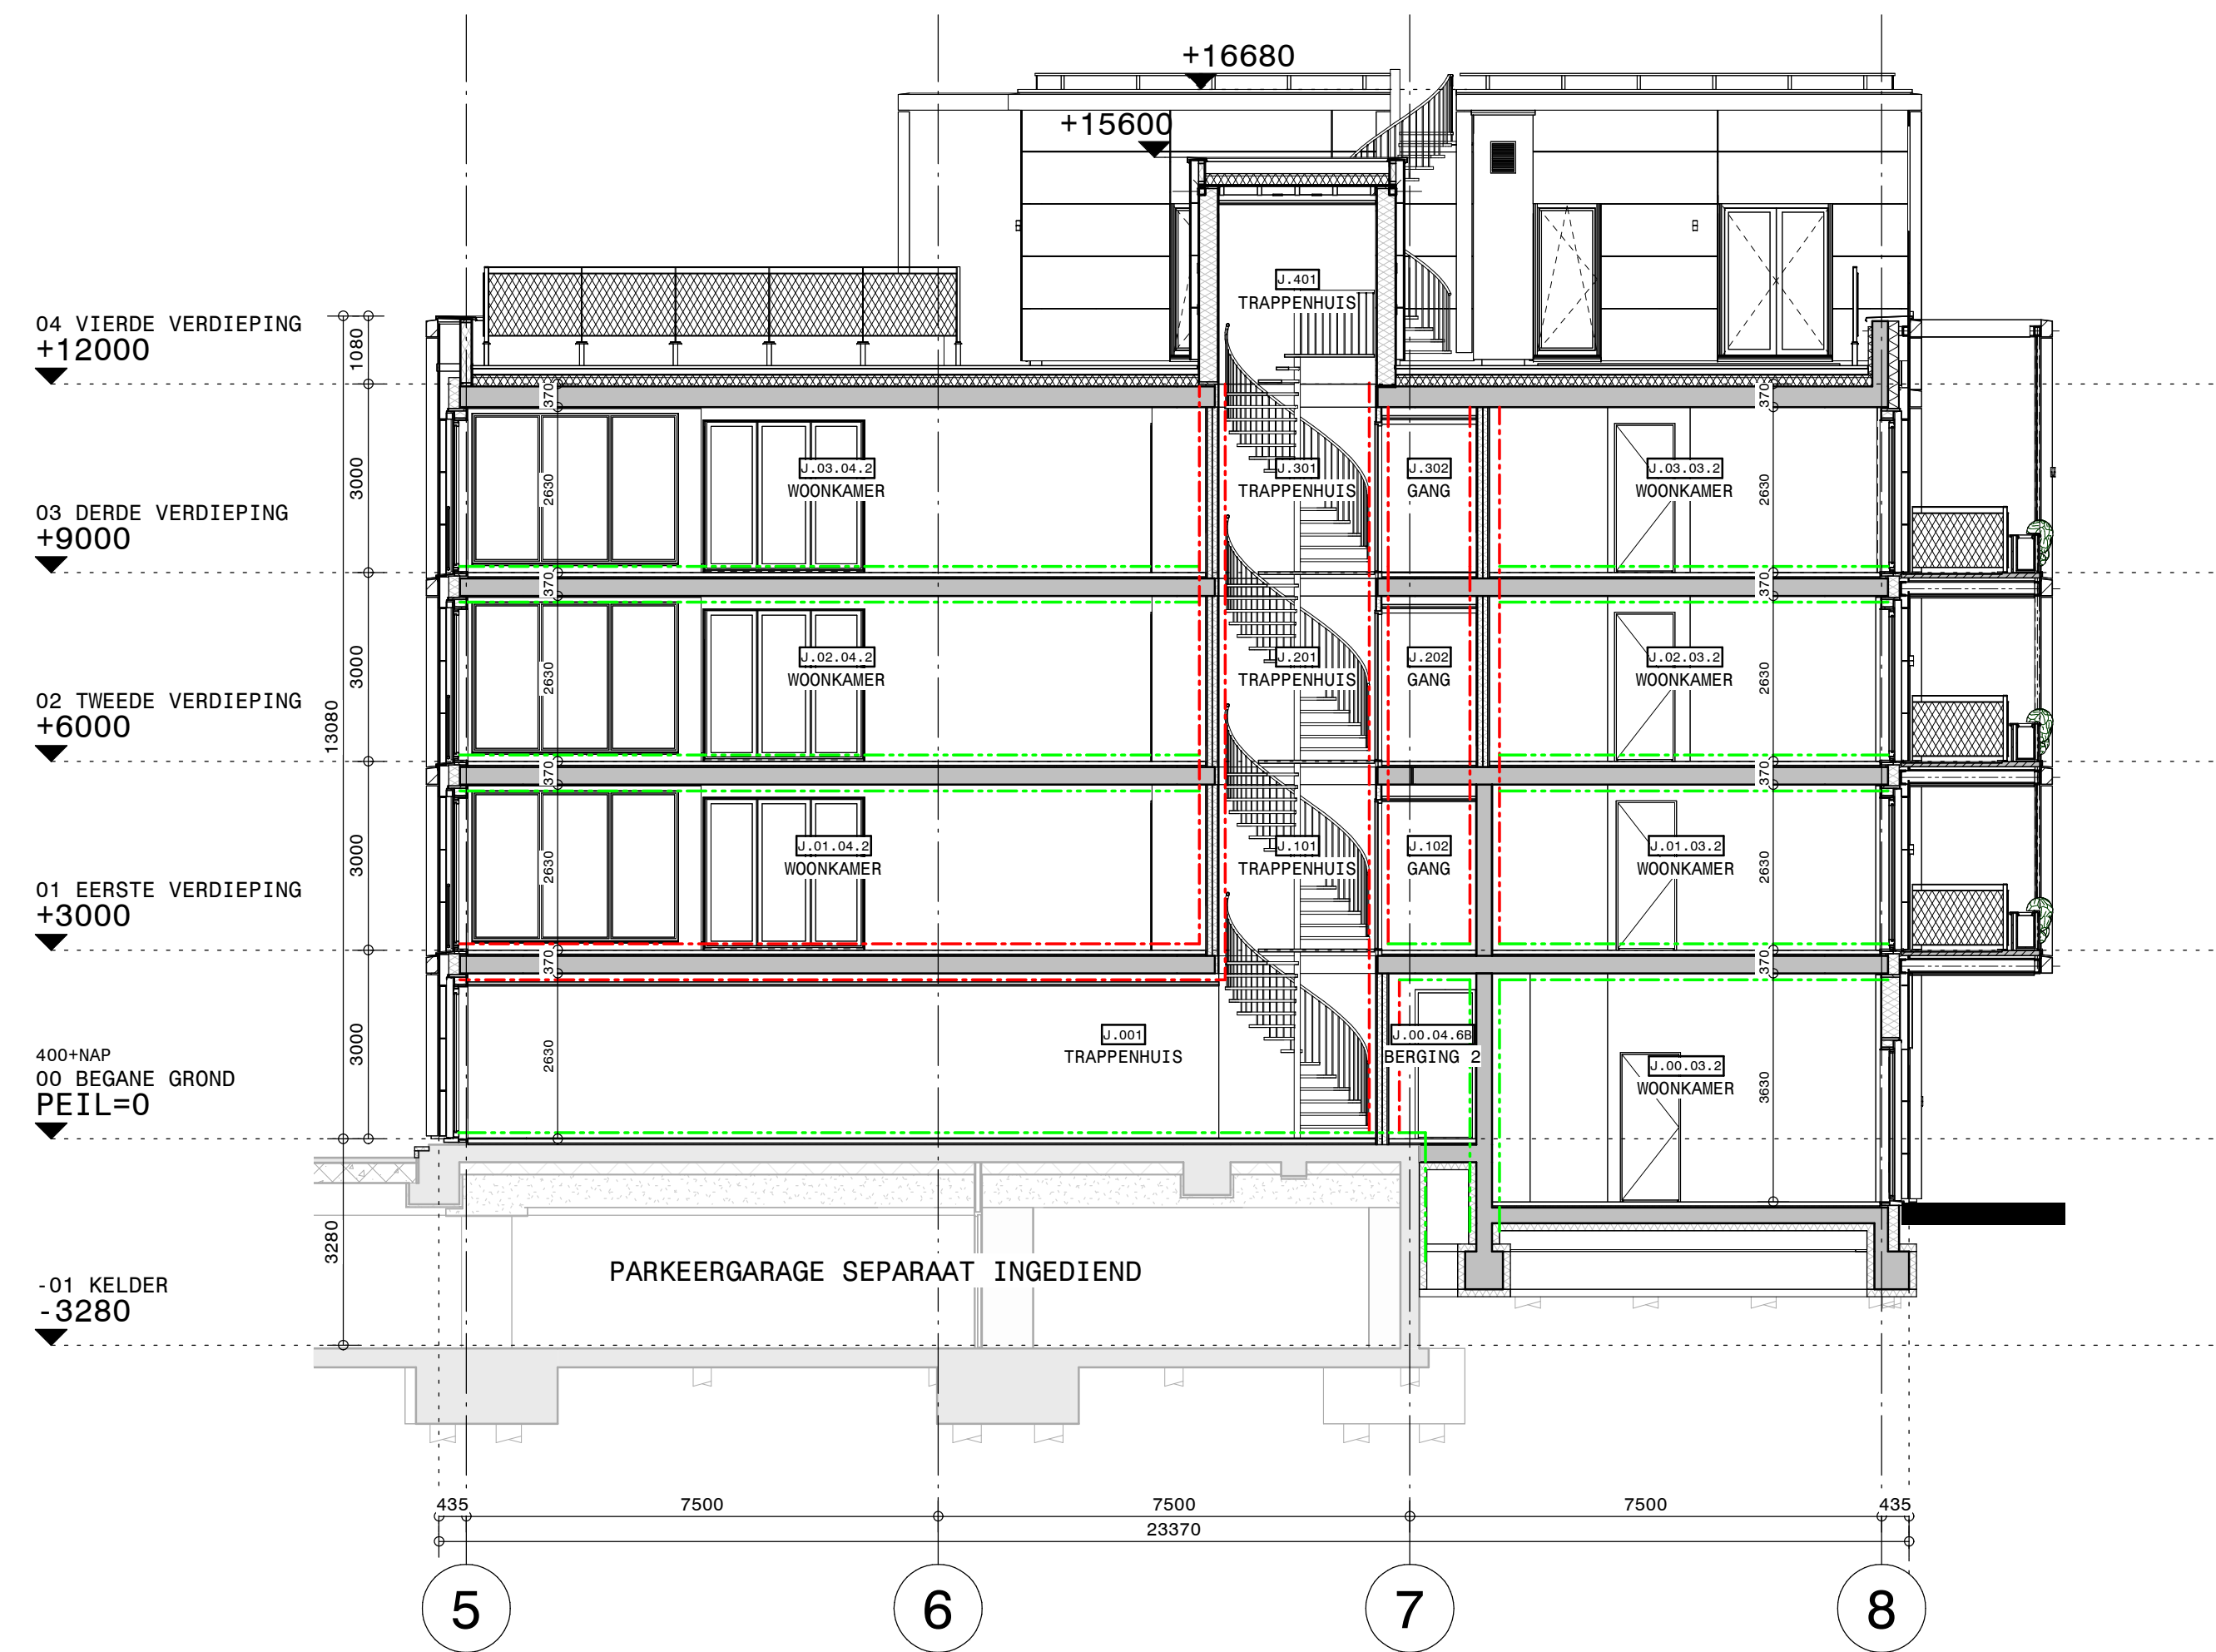 +16680
+15600
J.401
TRAPPENHUIS
04 VIERDE VERDIEPING
+12000
1080
370
370
3000
2630
J.03.04.2
WOONKAMER
J.301
TRAPPENHUIS
J.302
GANG
J.03.03.2
WOONKAMER
2630
03 DERDE VERDIEPING
+9000
370
370
3000
2630
J.02.04.2
WOONKAMER
J.201
TRAPPENHUIS
J.202
GANG
J.02.03.2
WOONKAMER
2630
02 TWEEDE VERDIEPING
+6000
13080
370
370
3000
2630
J.01.04.2
WOONKAMER
J.101
TRAPPENHUIS
J.102
GANG
J.01.03.2
WOONKAMER
2630
01 EERSTE VERDIEPING
+3000
370
370
3000
2630
J.001
TRAPPENHUIS
J.00.04.6B
BERGING 2
J.00.03.2
WOONKAMER
3630
400+NAP
00 BEGANE GROND
PEIL=0
3280
PARKEERGARAGE SEPARAAT INGEDIEND
-01 KELDER
-3280
435
7500
7500
7500
435
23370
5
6
7
8